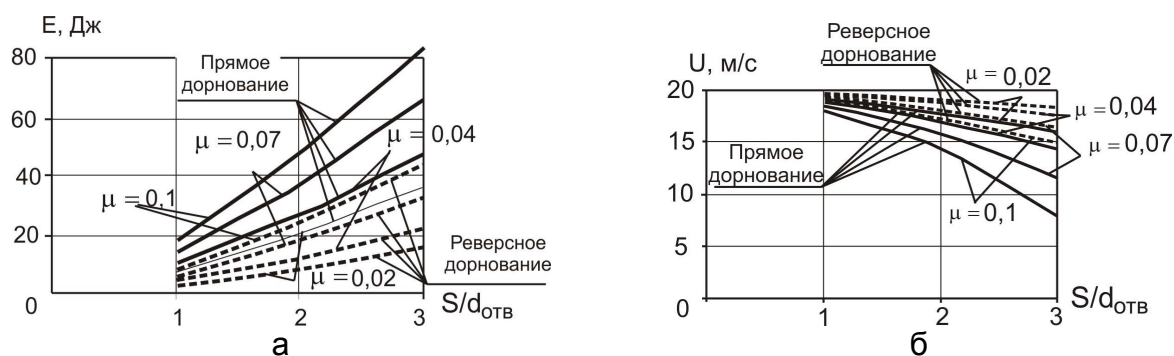 E, Дж
80
60
40
20
0
1
2
3
S/dотв
Прямое
дорнование
μ = 0,07
μ = 0,04
μ = 0,1
μ = 0,02
Реверсное
дорнование
а
U, м/с
20
15
10
5
0
1
2
3
S/dотв
Реверсное
дорнование
μ = 0,02
μ = 0,04
μ = 0,07
Прямое
дорнование
μ = 0,1
б